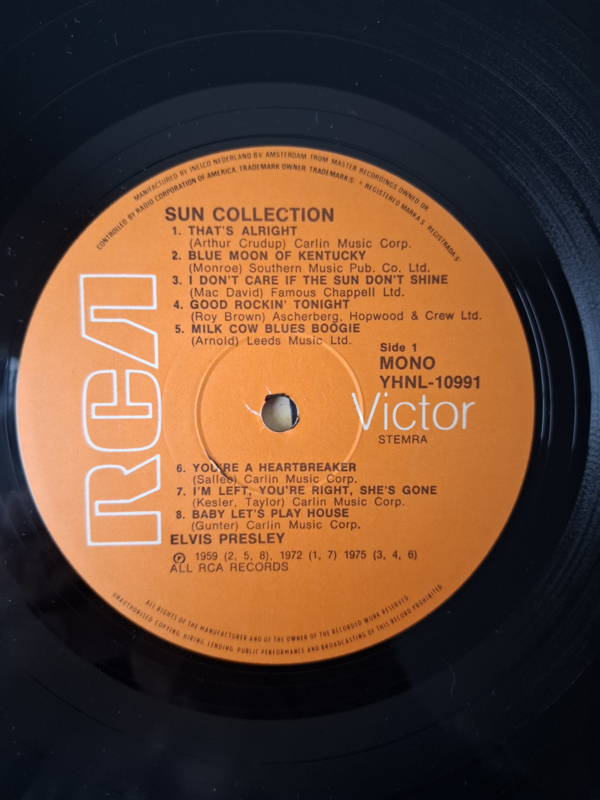 MANUFACTURED BY INELCO NEDERLAND B.V. AMSTERDAM FROM MASTER RECORDINGS OWNED OR
CONTROLLED BY RADIO CORPORATION OF AMERICA. TRADEMARK OWNER TRADEMARKS ® REGISTERED MARKAS REGISTRADAS
SUN COLLECTION
1. THAT'S ALRIGHT
(Arthur Crudup) Carlin Music Corp.
2. BLUE MOON OF KENTUCKY
(Monroe) Southern Music Pub. Co. Ltd.
3. I DON'T CARE IF THE SUN DON'T SHINE
(Mac David) Famous Chappell Ltd.
4. GOOD ROCKIN' TONIGHT
(Roy Brown) Ascherberg, Hopwood & Crew Ltd.
5. MILK COW BLUES BOOGIE
(Arnold) Leeds Music Ltd.
Side 1
MONO
YHNL-10991
RCA
Victor
STEMRA
6. YOU'RE A HEARTBREAKER
(Sallee) Carlin Music Corp.
7. I'M LEFT, YOU'RE RIGHT, SHE'S GONE
(Kesler, Taylor) Carlin Music Corp.
8. BABY LET'S PLAY HOUSE
(Gunter) Carlin Music Corp.
ELVIS PRESLEY
℗ 1959 (2, 5, 8), 1972 (1, 7) 1975 (3, 4, 6)
ALL RCA RECORDS
ALL RIGHTS OF THE MANUFACTURER AND OF THE OWNER OF THE RECORDED WORK RESERVED.
UNAUTHORISED COPYING, HIRING, LENDING, PUBLIC PERFORMANCE AND BROADCASTING OF THIS RECORD PROHIBITED